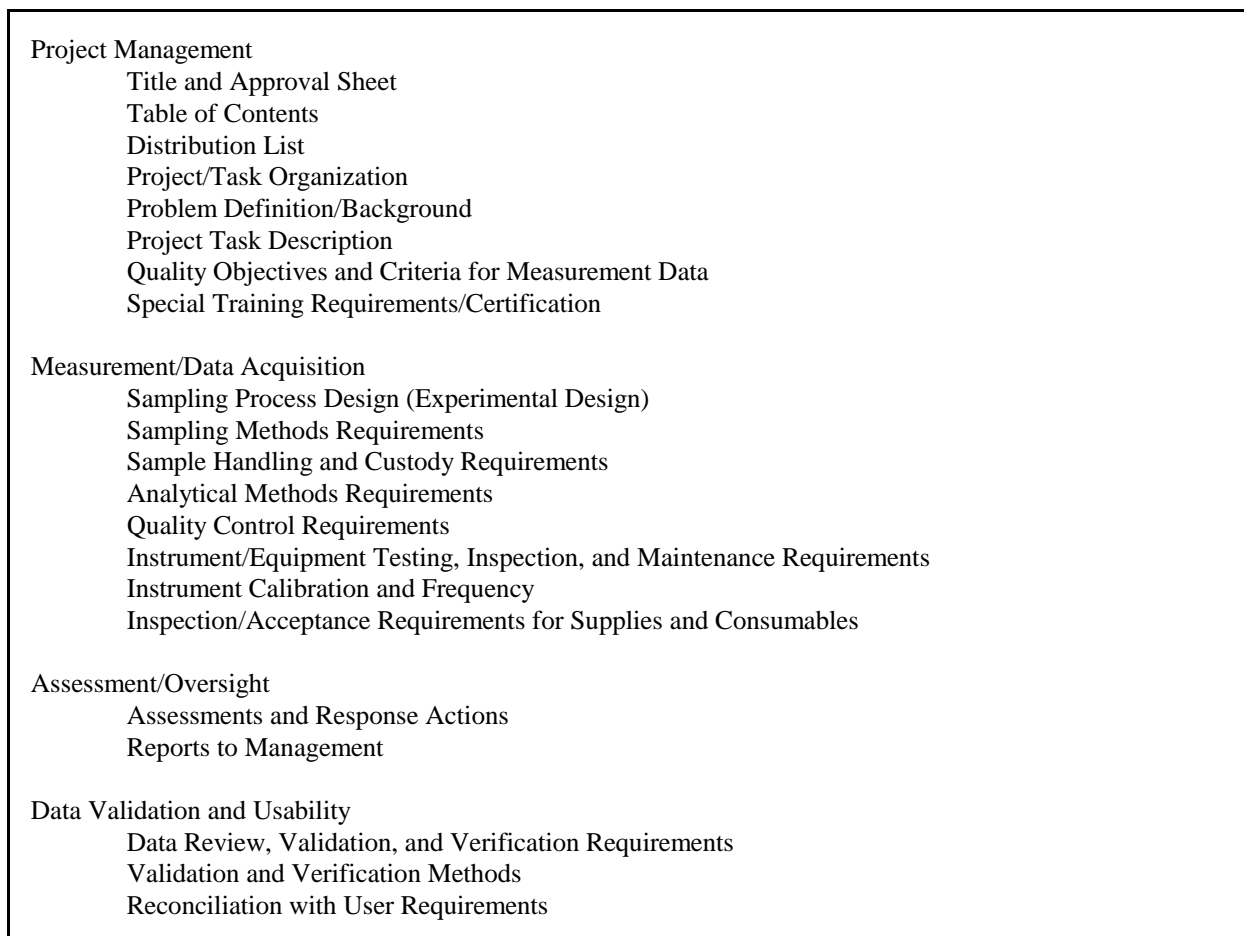 Project Management
Title and Approval Sheet
Table of Contents
Distribution List
Project/Task Organization
Problem Definition/Background
Project Task Description
Quality Objectives and Criteria for Measurement Data
Special Training Requirements/Certification
Measurement/Data Acquisition
Sampling Process Design (Experimental Design)
Sampling Methods Requirements
Sample Handling and Custody Requirements
Analytical Methods Requirements
Quality Control Requirements
Instrument/Equipment Testing, Inspection, and Maintenance Requirements
Instrument Calibration and Frequency
Inspection/Acceptance Requirements for Supplies and Consumables
Assessment/Oversight
Assessments and Response Actions
Reports to Management
Data Validation and Usability
Data Review, Validation, and Verification Requirements
Validation and Verification Methods
Reconciliation with User Requirements